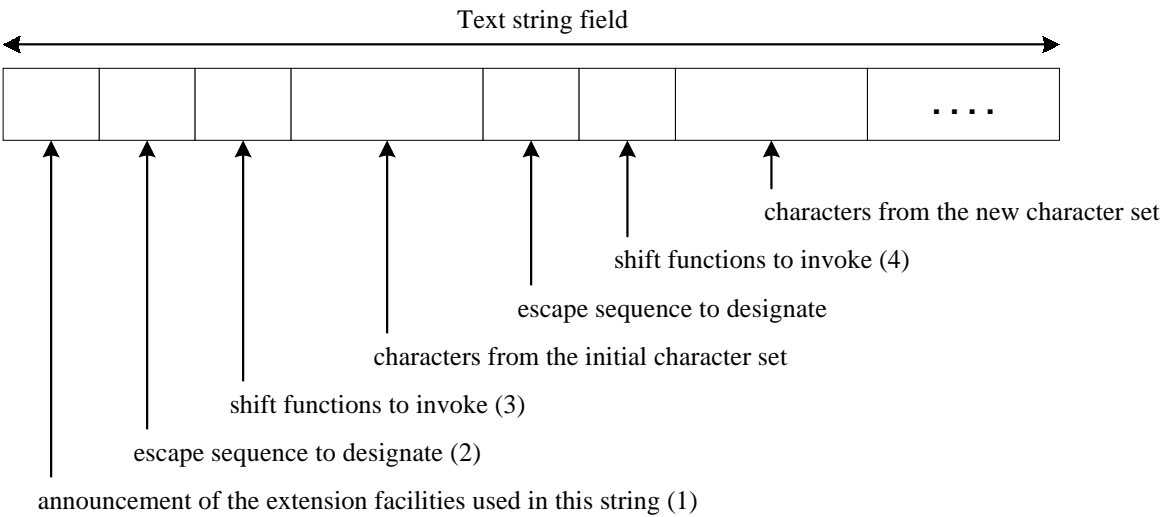 Text string field
. . . .
characters from the new character set
shift functions to invoke (4)
escape sequence to designate
characters from the initial character set
shift functions to invoke (3)
escape sequence to designate (2)
announcement of the extension facilities used in this string (1)